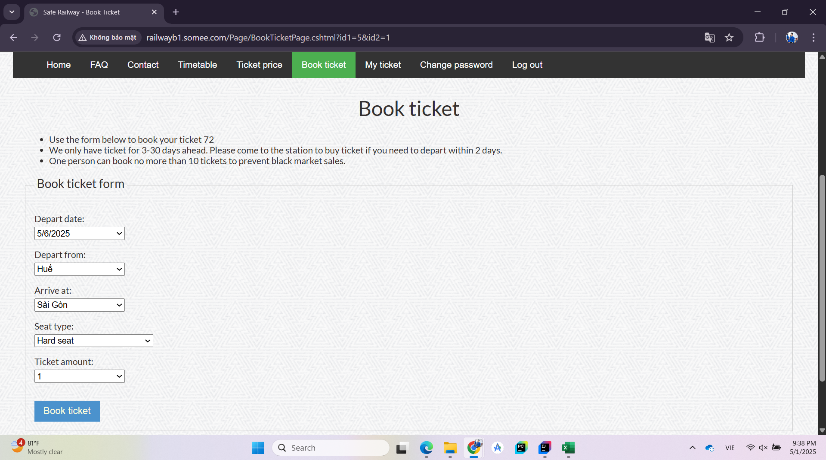 Safe Railway - Book Ticket
Không bảo mật
railwayb1.somee.com/Page/BookTicketPage.cshtml?id1=5&id2=1
Home FAQ Contact Timetable Ticket price Book ticket My ticket Change password Log out
Book ticket
• Use the form below to book your ticket 72
• We only have ticket for 3-30 days ahead. Please come to the station to buy ticket if you need to depart within 2 days.
• One person can book no more than 10 tickets to prevent black market sales.
Book ticket form
Depart date:
5/6/2025
Depart from:
Huế
Arrive at:
Sài Gòn
Seat type:
Hard seat
Ticket amount:
1
Book ticket
4
81°F
Mostly clear
Search
VIE
9:38 PM
5/1/2025